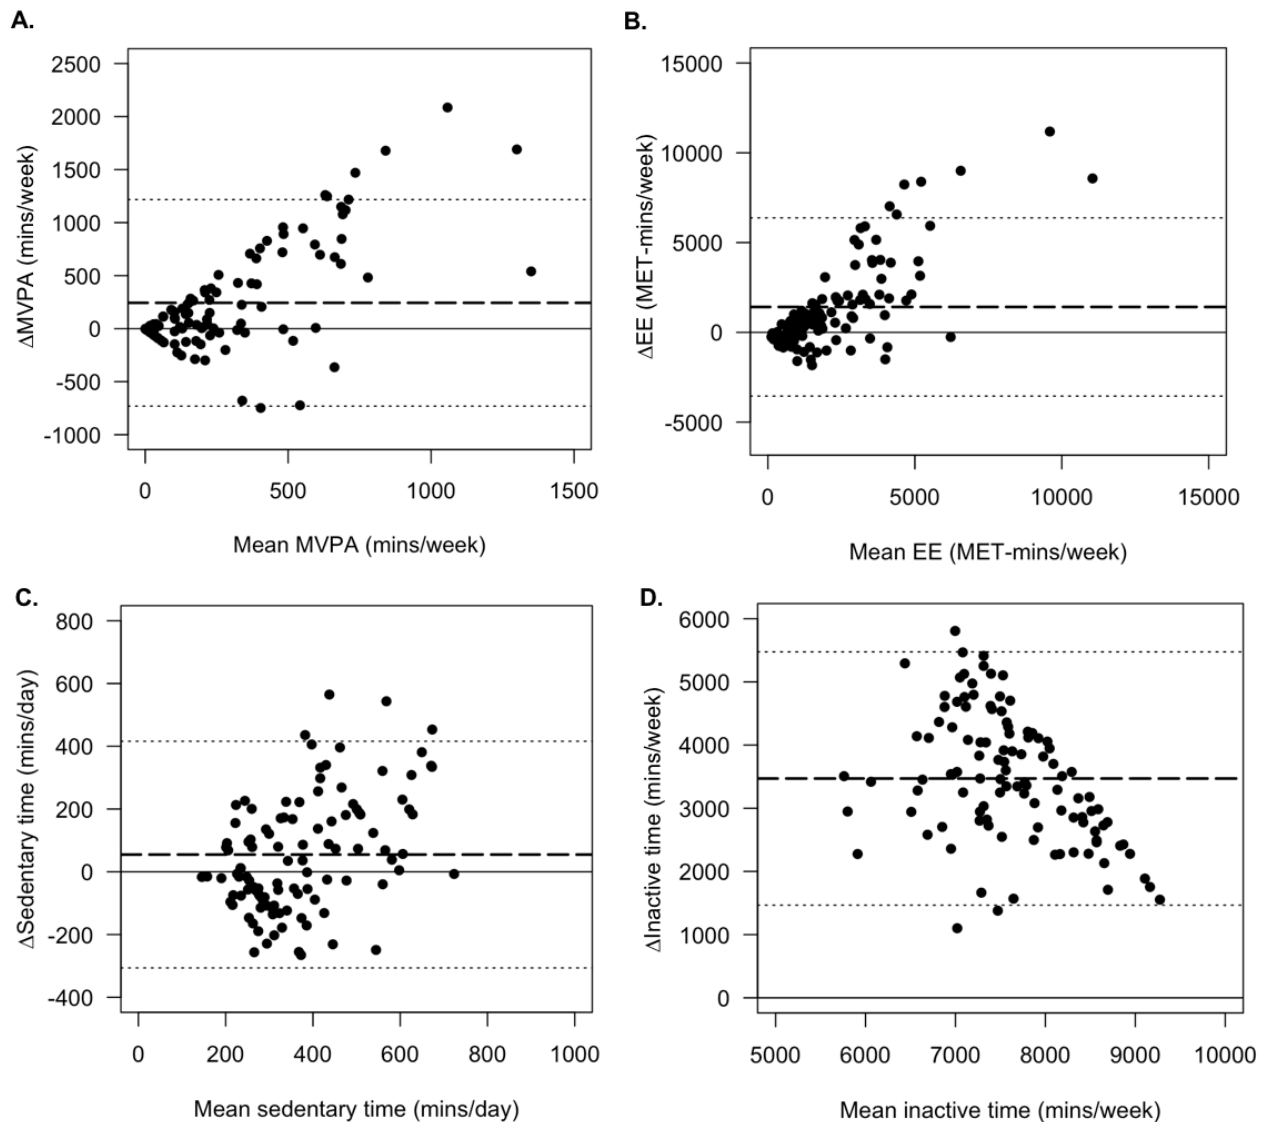 A.
ΔMVPA (mins/week)
2500
2000
1500
1000
500
0
-500
-1000
0 500 1000 1500
Mean MVPA (mins/week)
B.
ΔEE (MET-mins/week)
15000
10000
5000
0
-5000
0 5000 10000 15000
Mean EE (MET-mins/week)
C.
ΔSedentary time (mins/day)
800
600
400
200
0
-200
-400
0 200 400 600 800 1000
Mean sedentary time (mins/day)
D.
ΔInactive time (mins/week)
6000
5000
4000
3000
2000
1000
0
5000 6000 7000 8000 9000 10000
Mean inactive time (mins/week)